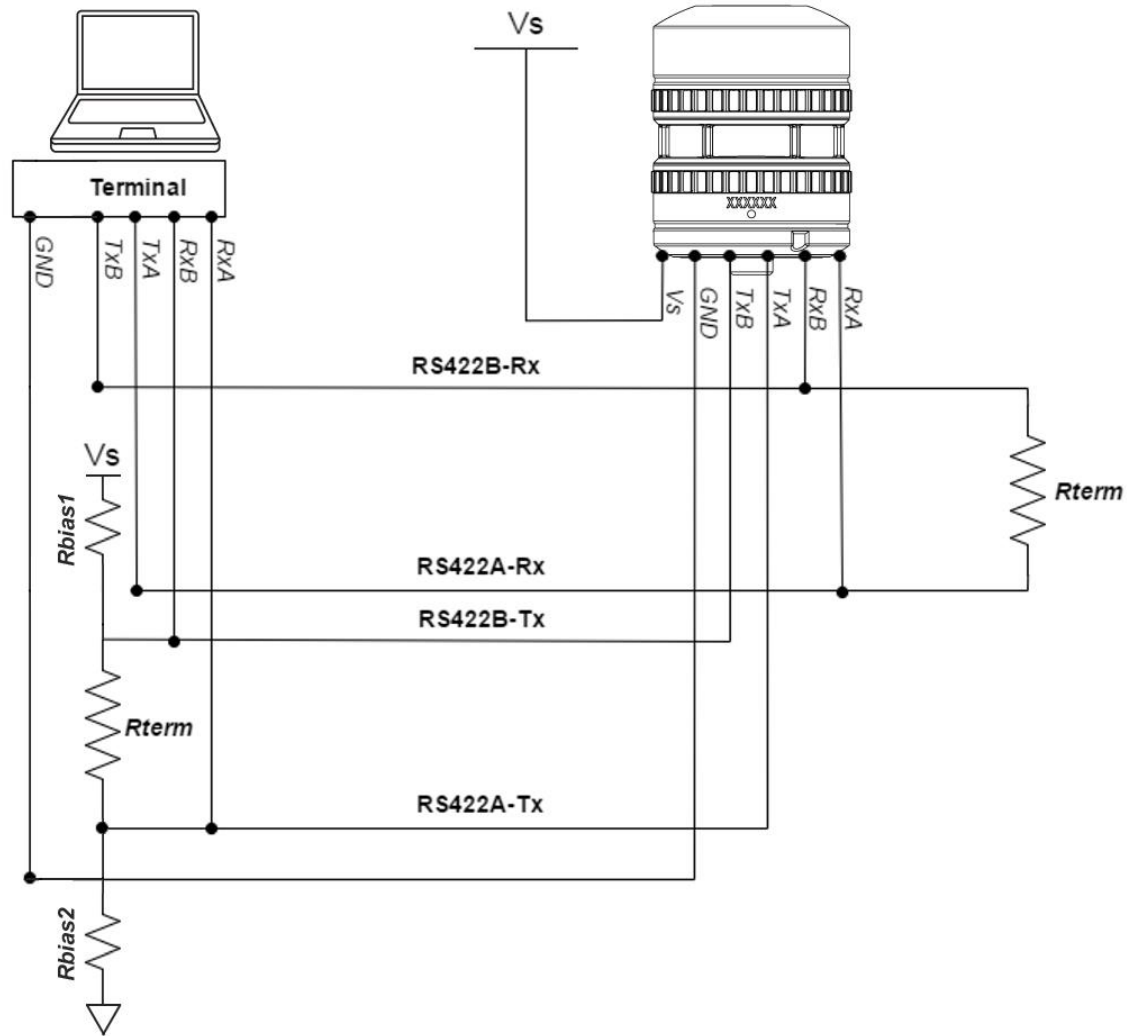 Vs
Terminal
XXXXXX
GND
TxB
TxA
RxB
RxA
Vs
GND
TxB
TxA
RxB
RxA
RS422B-Rx
Vs
Rbias1
Rterm
RS422A-Rx
RS422B-Tx
Rterm
RS422A-Tx
Rbias2